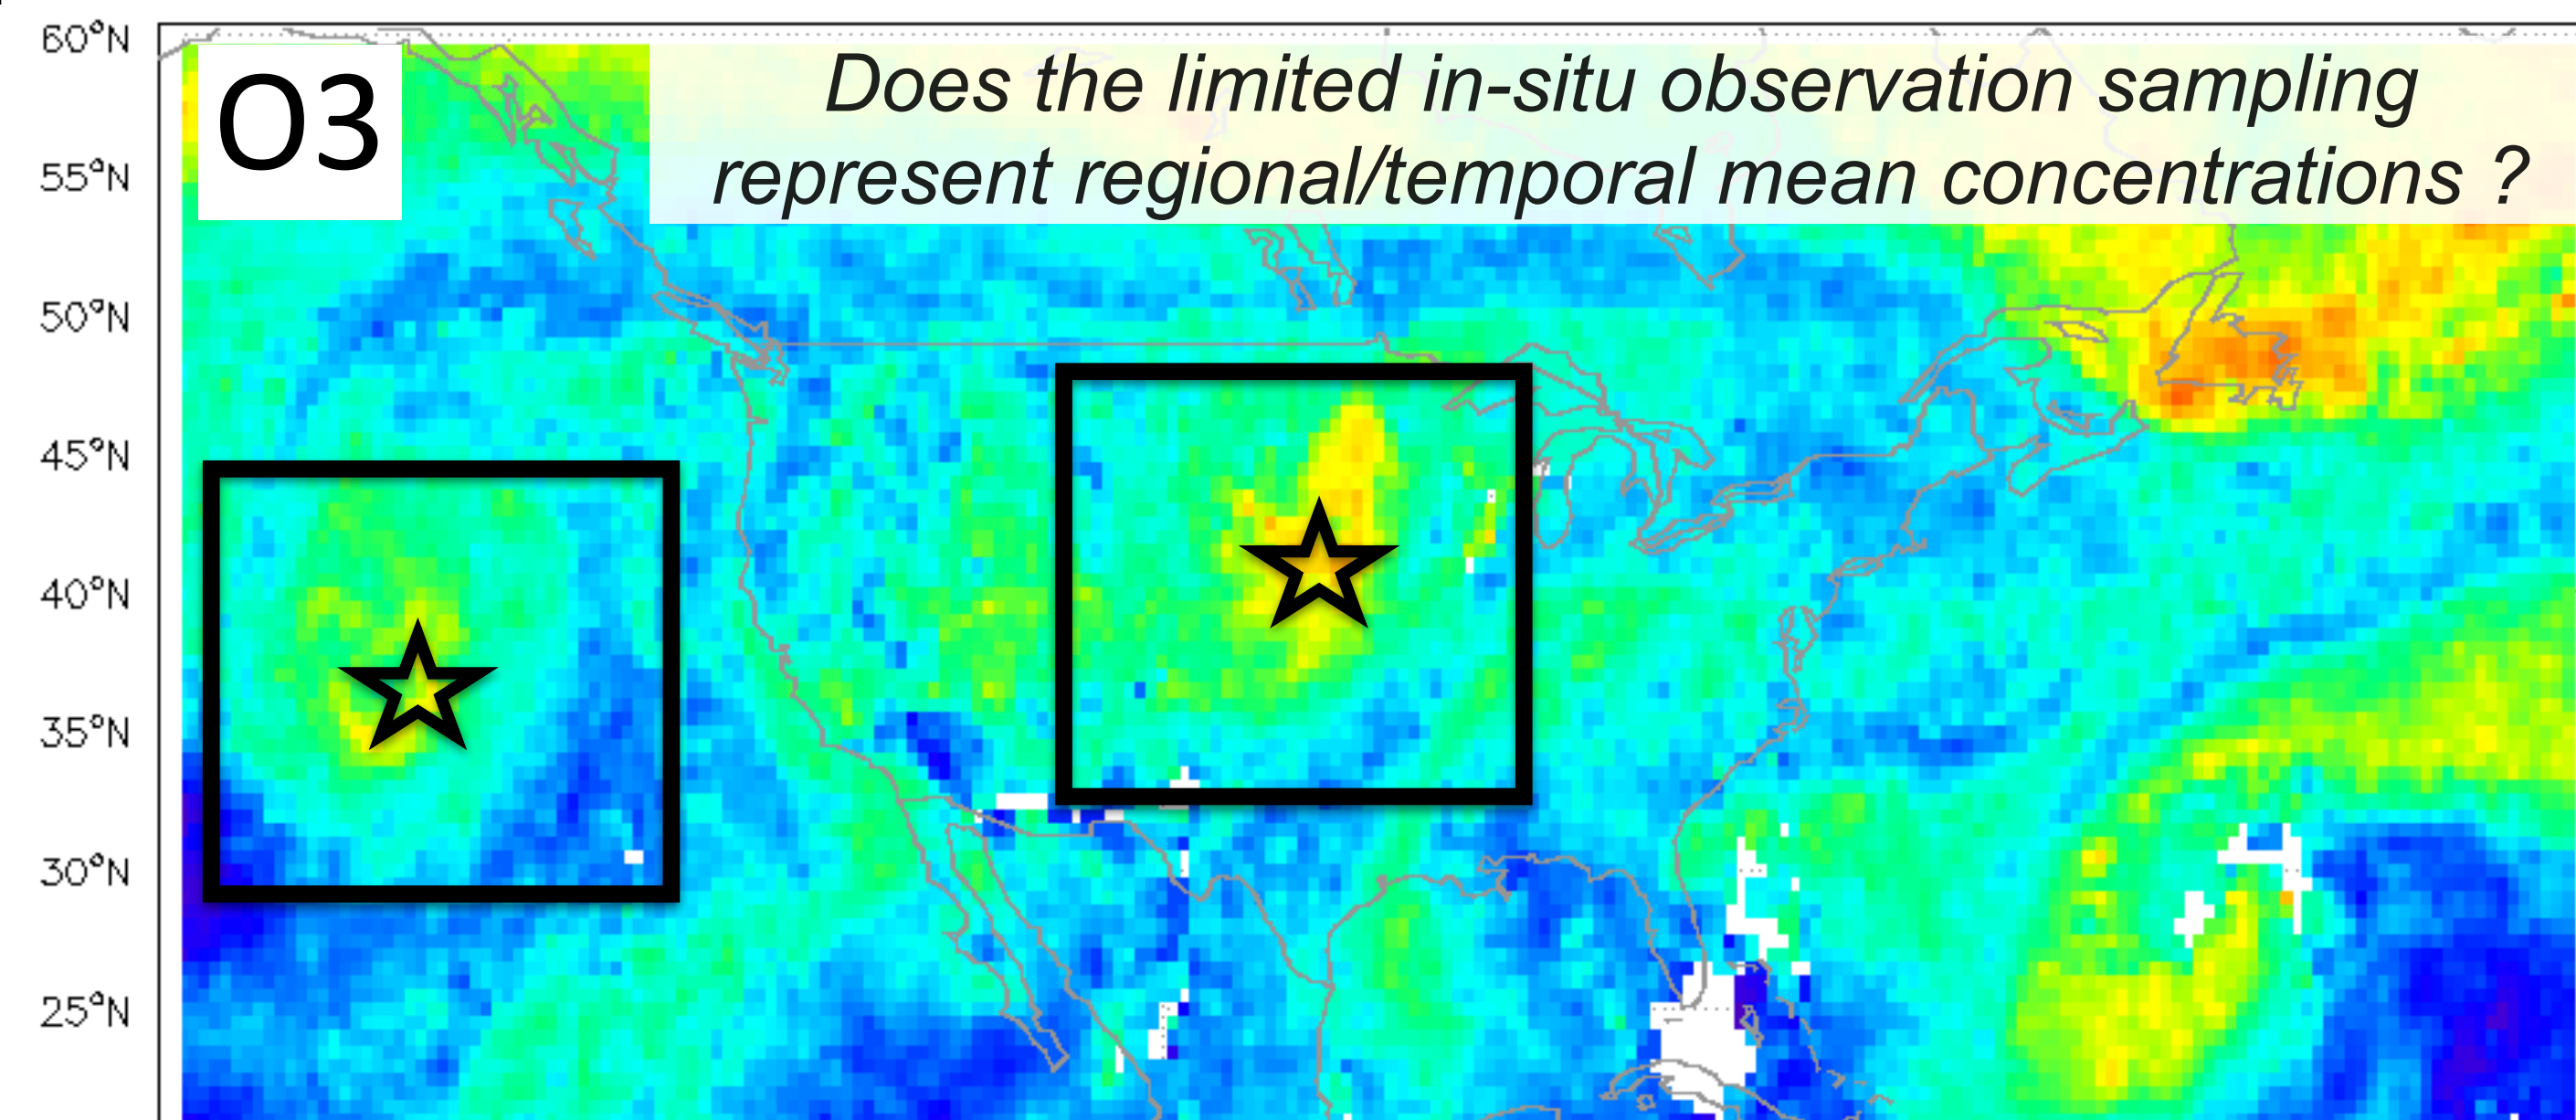 60°N
O3
Does the limited in-situ observation sampling
represent regional/temporal mean concentrations ?
55°N
50°N
45°N
40°N
35°N
30°N
25°N